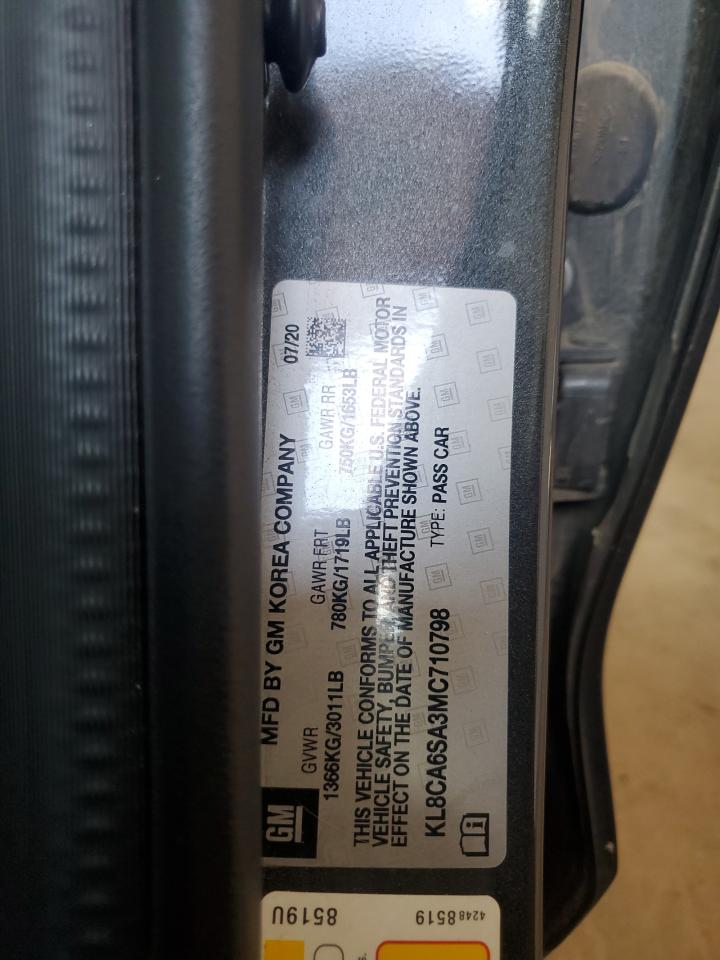 MFD BY GM KOREA COMPANY 07/20
GVWR GAWR FRT GAWR RR
1366KG/3011LB 780KG/1719LB 750KG/1653LB
THIS VEHICLE CONFORMS TO ALL APPLICABLE U.S. FEDERAL MOTOR
VEHICLE SAFETY, BUMPER, AND THEFT PREVENTION STANDARDS IN
EFFECT ON THE DATE OF MANUFACTURE SHOWN ABOVE.
KL8CA6SA3MC710798 TYPE: PASS CAR
GM
8519U
42488519